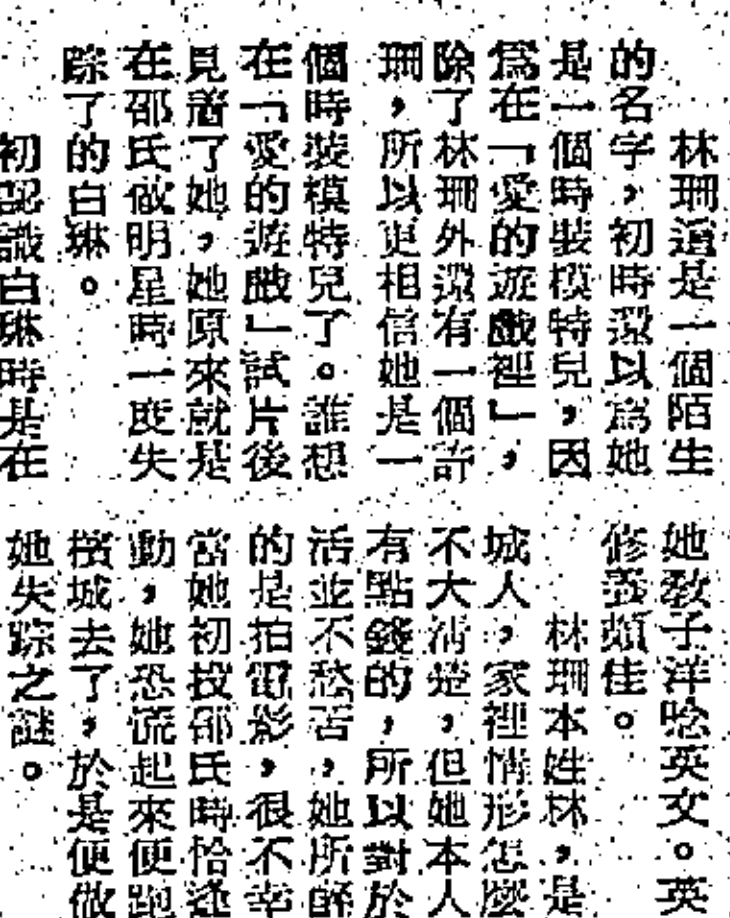 林珊這是一個陌生
的名字，初時還以爲她
是一個時裝模特兒，因
爲在「愛的遊戲裡」，
除了林珊外還有一個許
珊，所以更相信她是一
個時裝模特兒了。誰想
在「愛的遊戲」試片後
見着了她，她原來就是
在邵氏做明星時一度失
踪了的白琳。
初認識白琳時是在
她教子洋唸英文。英
修養頗佳。
林珊本姓林，是
城人，家裡情形怎麼
不大清楚，但她本人
有點錢的，所以對於
活並不愁苦，她所
的是拍電影，很不幸
當她初投邵氏時恰逢
動，她恐慌起來便跑
檳城去了，於是便做
她失踪之謎。